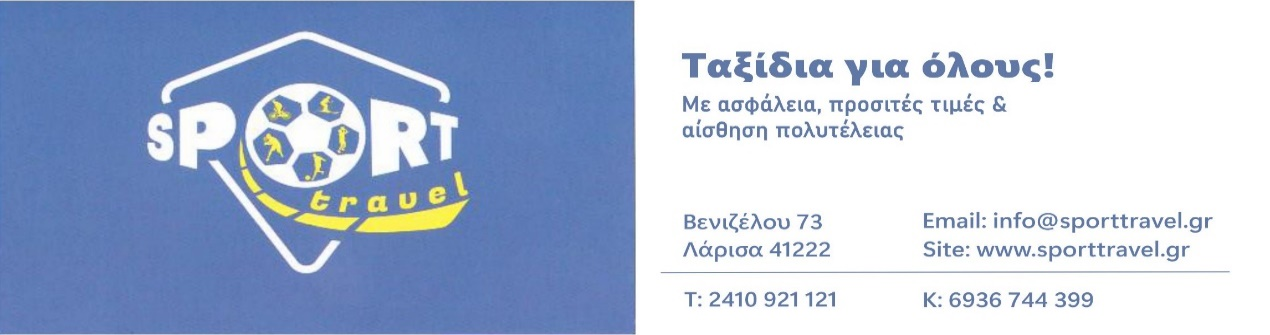 SPORT
travel
Ταξίδια για όλους!
Με ασφάλεια, προσιτές τιμές &
αίσθηση πολυτέλειας
Βενιζέλου 73
Λάρισα 41222
Email: info@sporttravel.gr
Site: www.sporttravel.gr
T: 2410 921 121
K: 6936 744 399